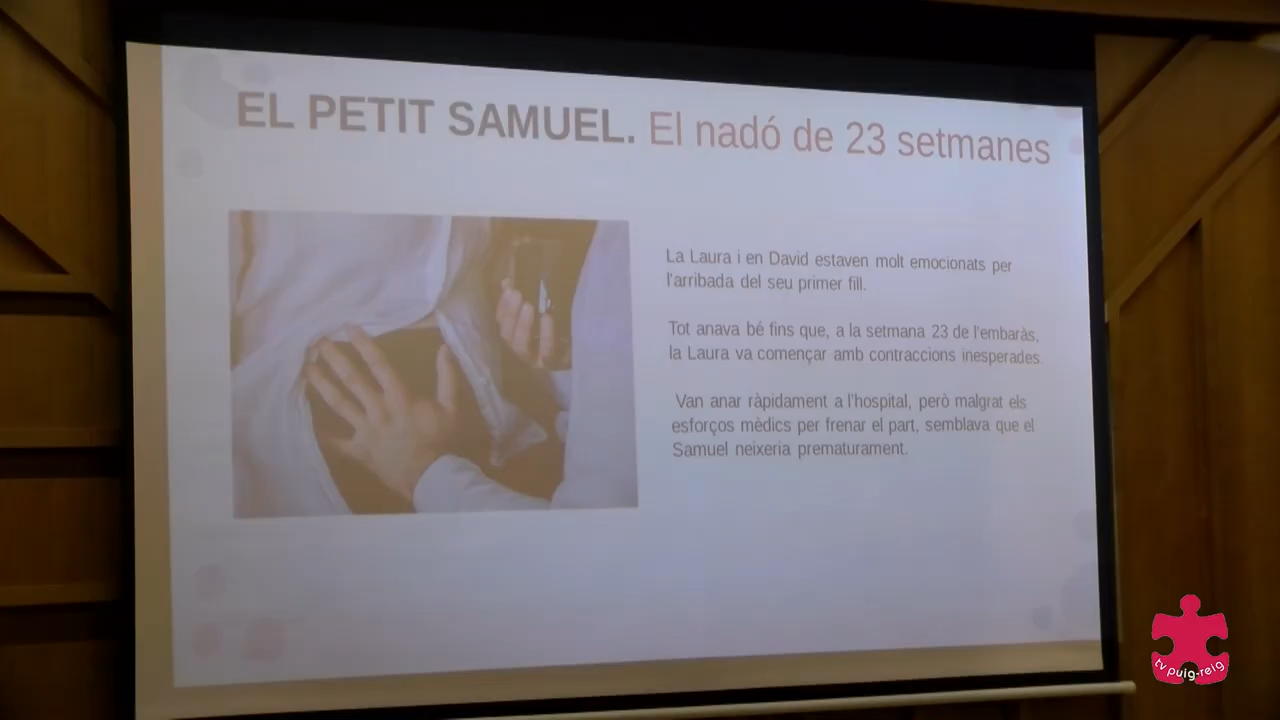 EL PETIT SAMUEL. El nadó de 23 setmanes
La Laura i en David estaven molt emocionats per
l'arribada del seu primer fill.
Tot anava bé fins que, a la setmana 23 de l'embaràs,
la Laura va començar amb contraccions inesperades.
Van anar ràpidament a l'hospital, però malgrat els
esforços mèdics per frenar el part, semblava que el
Samuel neixeria prematurament.
tv puig-reig